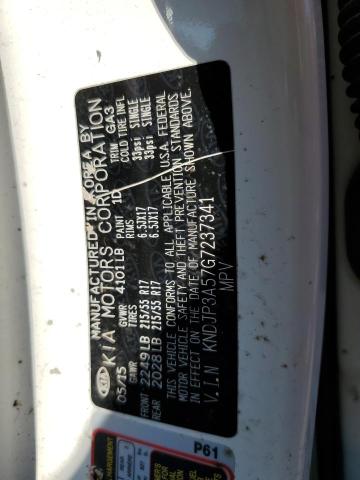 MANUFACTURED IN KOREA BY
KIA KIA MOTORS CORPORATION
05/15 GVWR 4101LB PAINT 1D TRIM GA3
TIRES RIMS COLD TIRE INFL
FRONT 2249LB 215/55 R17 6.5JX17 33psi SINGLE
REAR 2028LB 215/55 R17 6.5JX17 33psi SINGLE
THIS VEHICLE CONFORMS TO ALL APPLICABLE U.S.A. FEDERAL
MOTOR VEHICLE SAFETY AND THEFT PREVENTION STANDARDS
IN EFFECT ON THE DATE OF MANUFACTURE SHOWN ABOVE.
V.I.N KNDJP3A57G7237341
MPV
P61